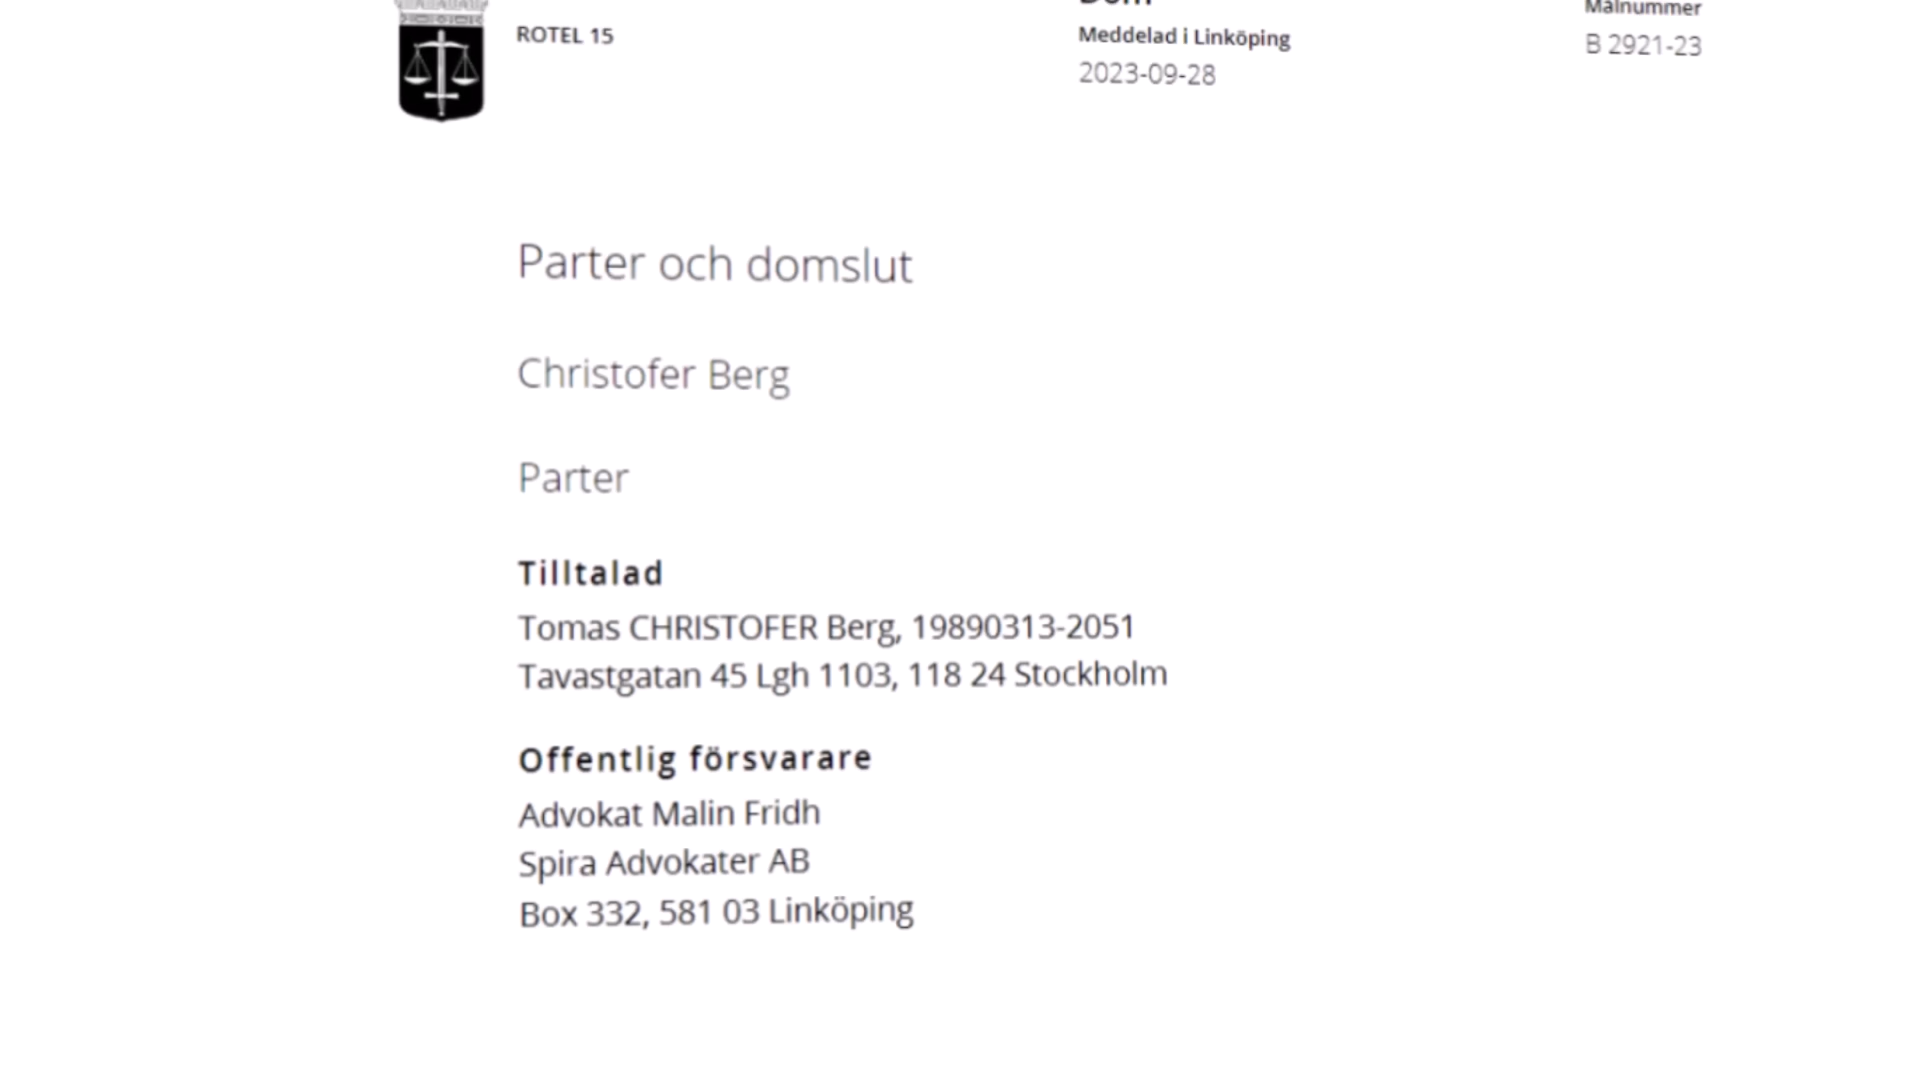 ROTEL 15
Dom
Meddelad i Linköping
2023-09-28
Målnummer
B 2921-23
Parter och domslut
Christofer Berg
Parter
Tilltalad
Tomas CHRISTOFER Berg, 19890313-2051
Tavastgatan 45 Lgh 1103, 118 24 Stockholm
Offentlig försvarare
Advokat Malin Fridh
Spira Advokater AB
Box 332, 581 03 Linköping